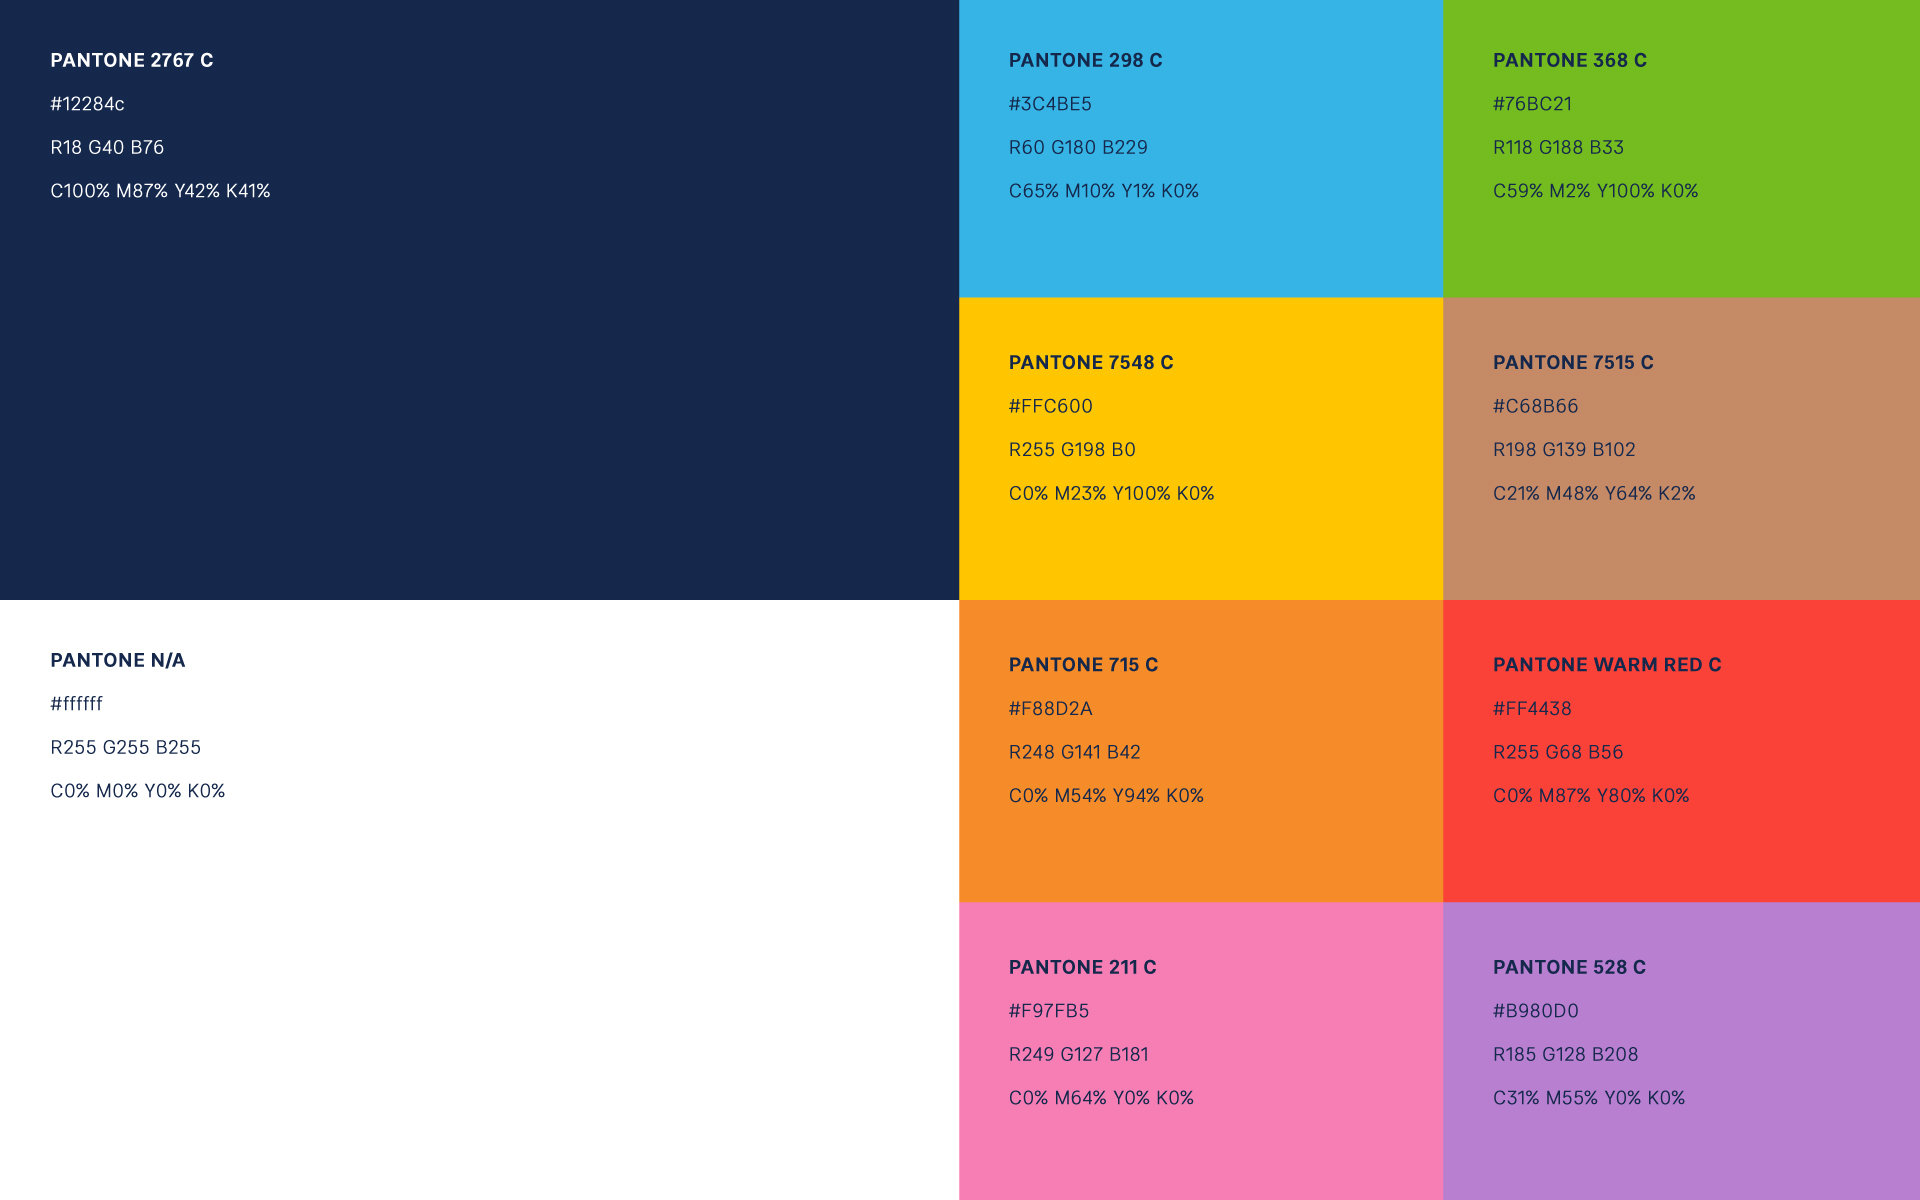 PANTONE 2767 C
#12284c
R18 G40 B76
C100% M87% Y42% K41%
PANTONE N/A
#ffffff
R255 G255 B255
C0% M0% Y0% K0%
PANTONE 298 C
#3C4BE5
R60 G180 B229
C65% M10% Y1% K0%
PANTONE 368 C
#76BC21
R118 G188 B33
C59% M2% Y100% K0%
PANTONE 7548 C
#FFC600
R255 G198 B0
C0% M23% Y100% K0%
PANTONE 7515 C
#C68B66
R198 G139 B102
C21% M48% Y64% K2%
PANTONE 715 C
#F88D2A
R248 G141 B42
C0% M54% Y94% K0%
PANTONE WARM RED C
#FF4438
R255 G68 B56
C0% M87% Y80% K0%
PANTONE 211 C
#F97FB5
R249 G127 B181
C0% M64% Y0% K0%
PANTONE 528 C
#B980D0
R185 G128 B208
C31% M55% Y0% K0%